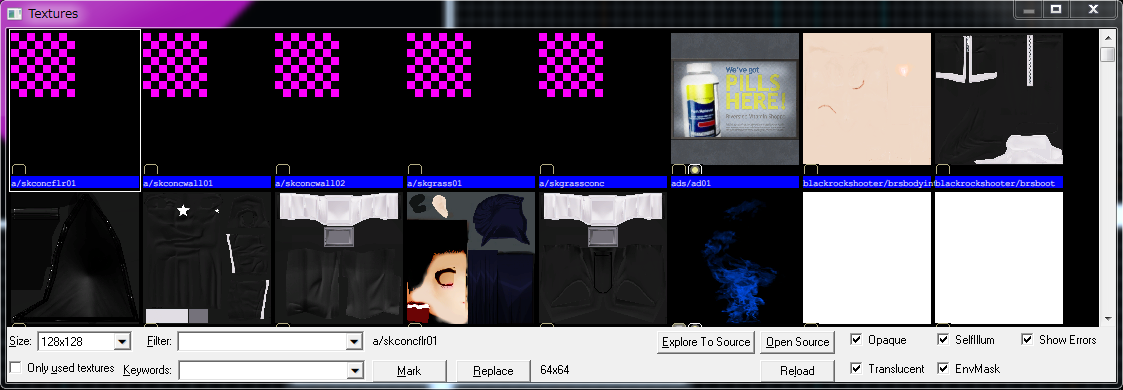 Textures
We've got
PILLS
HERE!
a/skconcflr01
a/skconcwall01
a/skconcwall02
a/skgrass01
a/skgrassconc
ads/ad01
blackrockshooter/brsbodyint
blackrockshooter/brsboot
Size: 128x128 Filter: a/skconcflr01 Explore To Source Open Source Opaque SelfIllum Show Errors
Only used textures Keywords: Mark Replace 64x64 Reload Translucent EnvMask